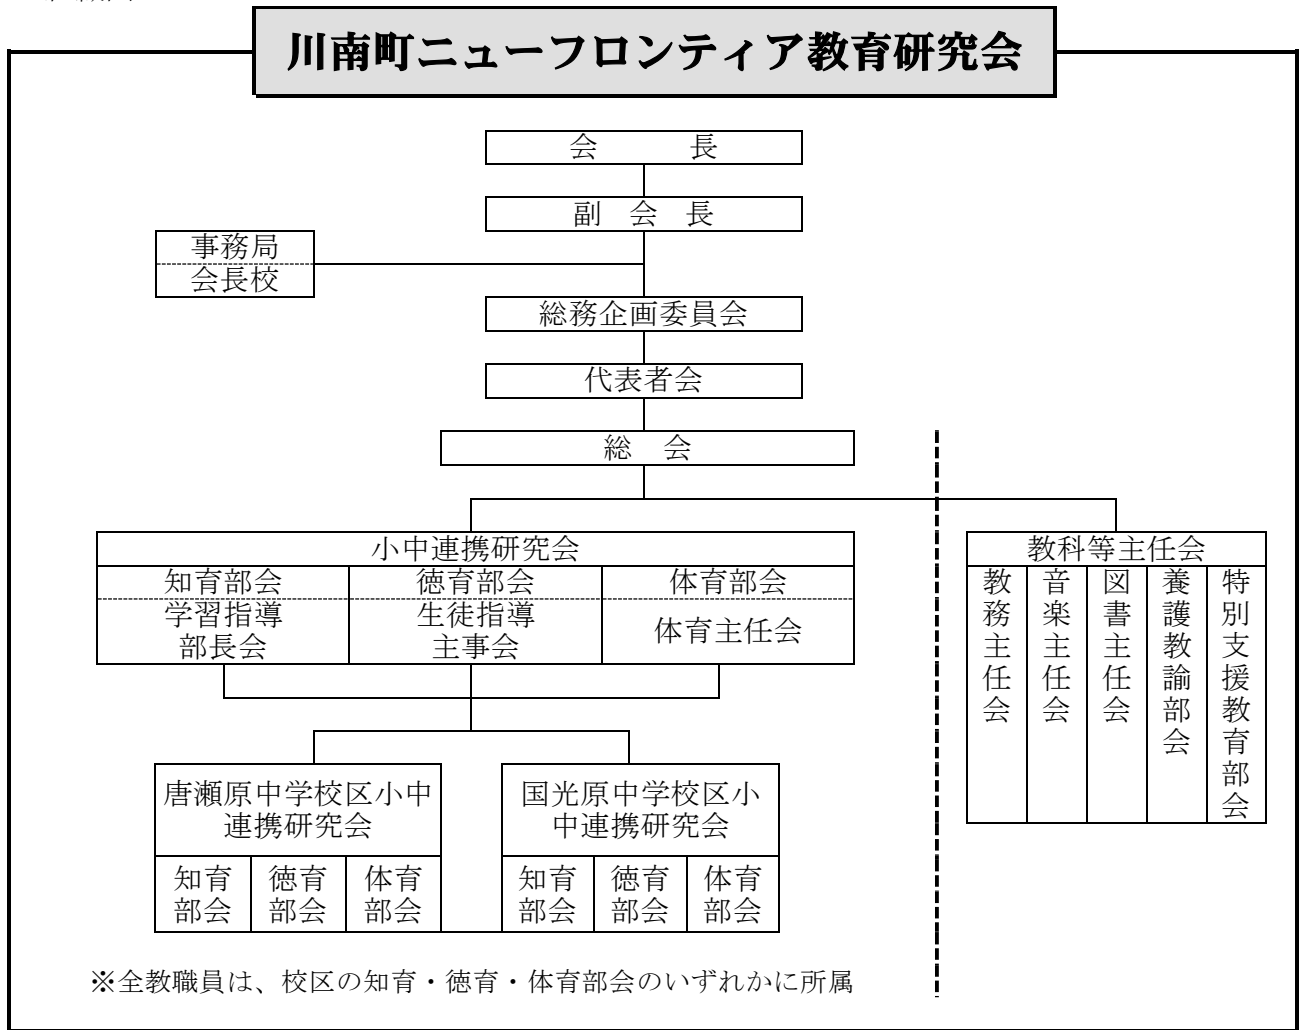 川南町ニューフロンティア教育研究会
会　長
副　会　長
事務局
会長校
総務企画委員会
代表者会
総　会
小中連携研究会
知育部会
徳育部会
体育部会
学習指導
部長会
生徒指導
主事会
体育主任会
教科等主任会
教務主任会
音楽主任会
図書主任会
養護教諭部会
特別支援教育部会
唐瀬原中学校区小中
連携研究会
知育
部会
徳育
部会
体育
部会
国光原中学校区小
中連携研究会
知育
部会
徳育
部会
体育
部会
※全教職員は、校区の知育・徳育・体育部会のいずれかに所属